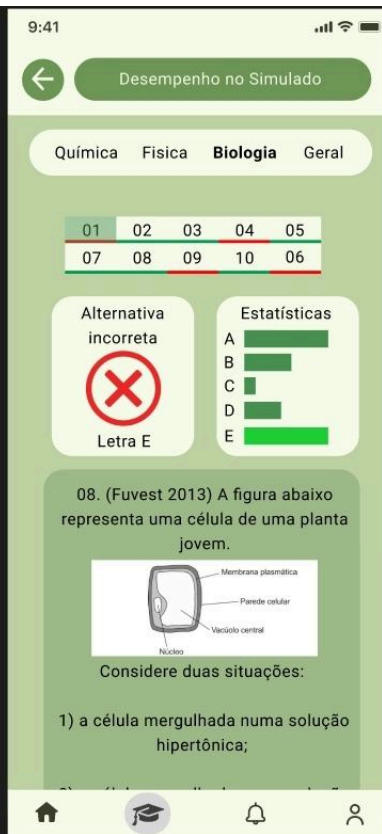 9:41
Desempenho no Simulado
Química Fisica Biologia Geral
01 02 03 04 05
07 08 09 10 06
Alternativa
incorreta
Letra E
Estatísticas
A
B
C
D
E
08. (Fuvest 2013) A figura abaixo
representa uma célula de uma planta
jovem.
Membrana plasmática
Parede celular
Vacúolo central
Núcleo
Considere duas situações:
1) a célula mergulhada numa solução
hipertônica;